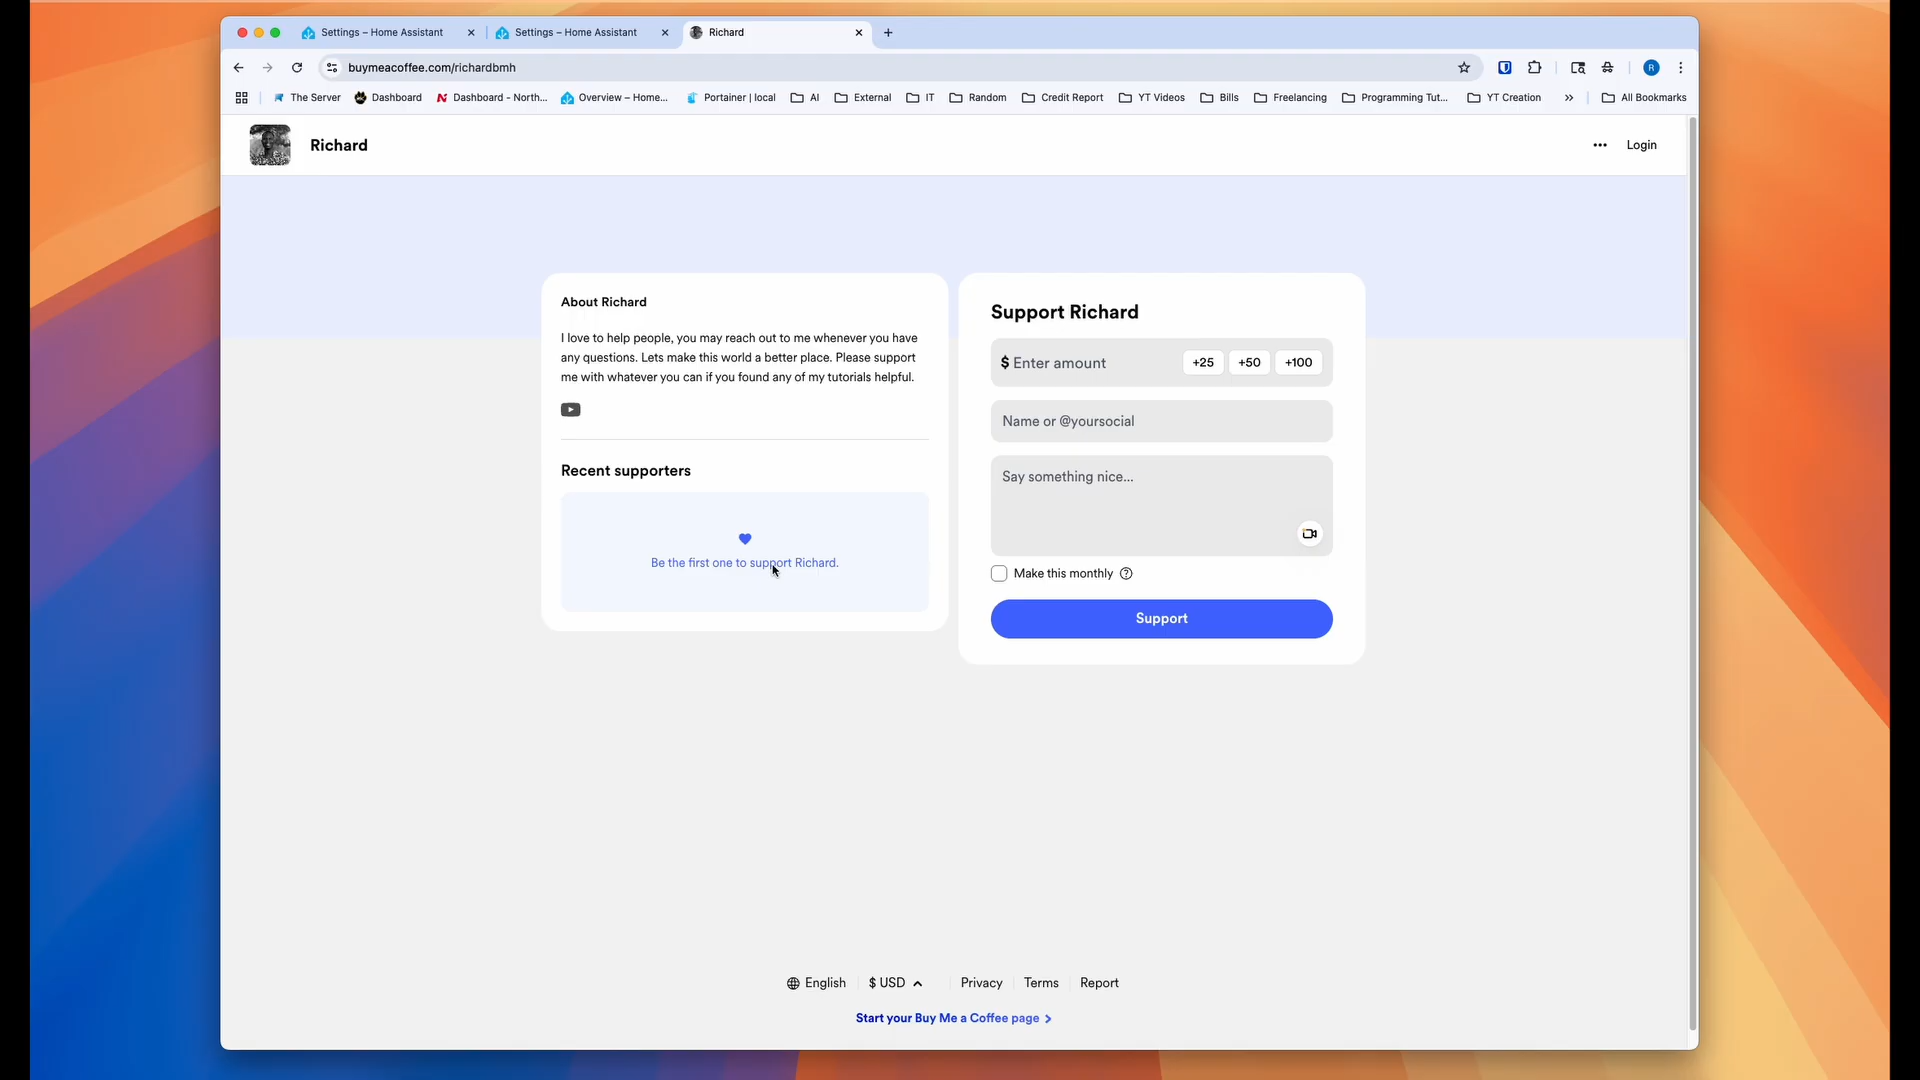 Settings – Home Assistant
Settings – Home Assistant
Richard
buymeacoffee.com/richardbmh
R
The Server
Dashboard
Dashboard - North...
Overview – Home...
Portainer | local
AI
External
IT
Random
Credit Report
YT Videos
Bills
Freelancing
Programming Tut...
YT Creation
All Bookmarks
Richard
Login
About Richard
I love to help people, you may reach out to me whenever you have
any questions. Lets make this world a better place. Please support
me with whatever you can if you found any of my tutorials helpful.
Recent supporters
Be the first one to support Richard.
Support Richard
$ Enter amount +25 +50 +100
Name or @yoursocial
Say something nice...
Make this monthly ?
Support
English $ USD Privacy Terms Report
Start your Buy Me a Coffee page